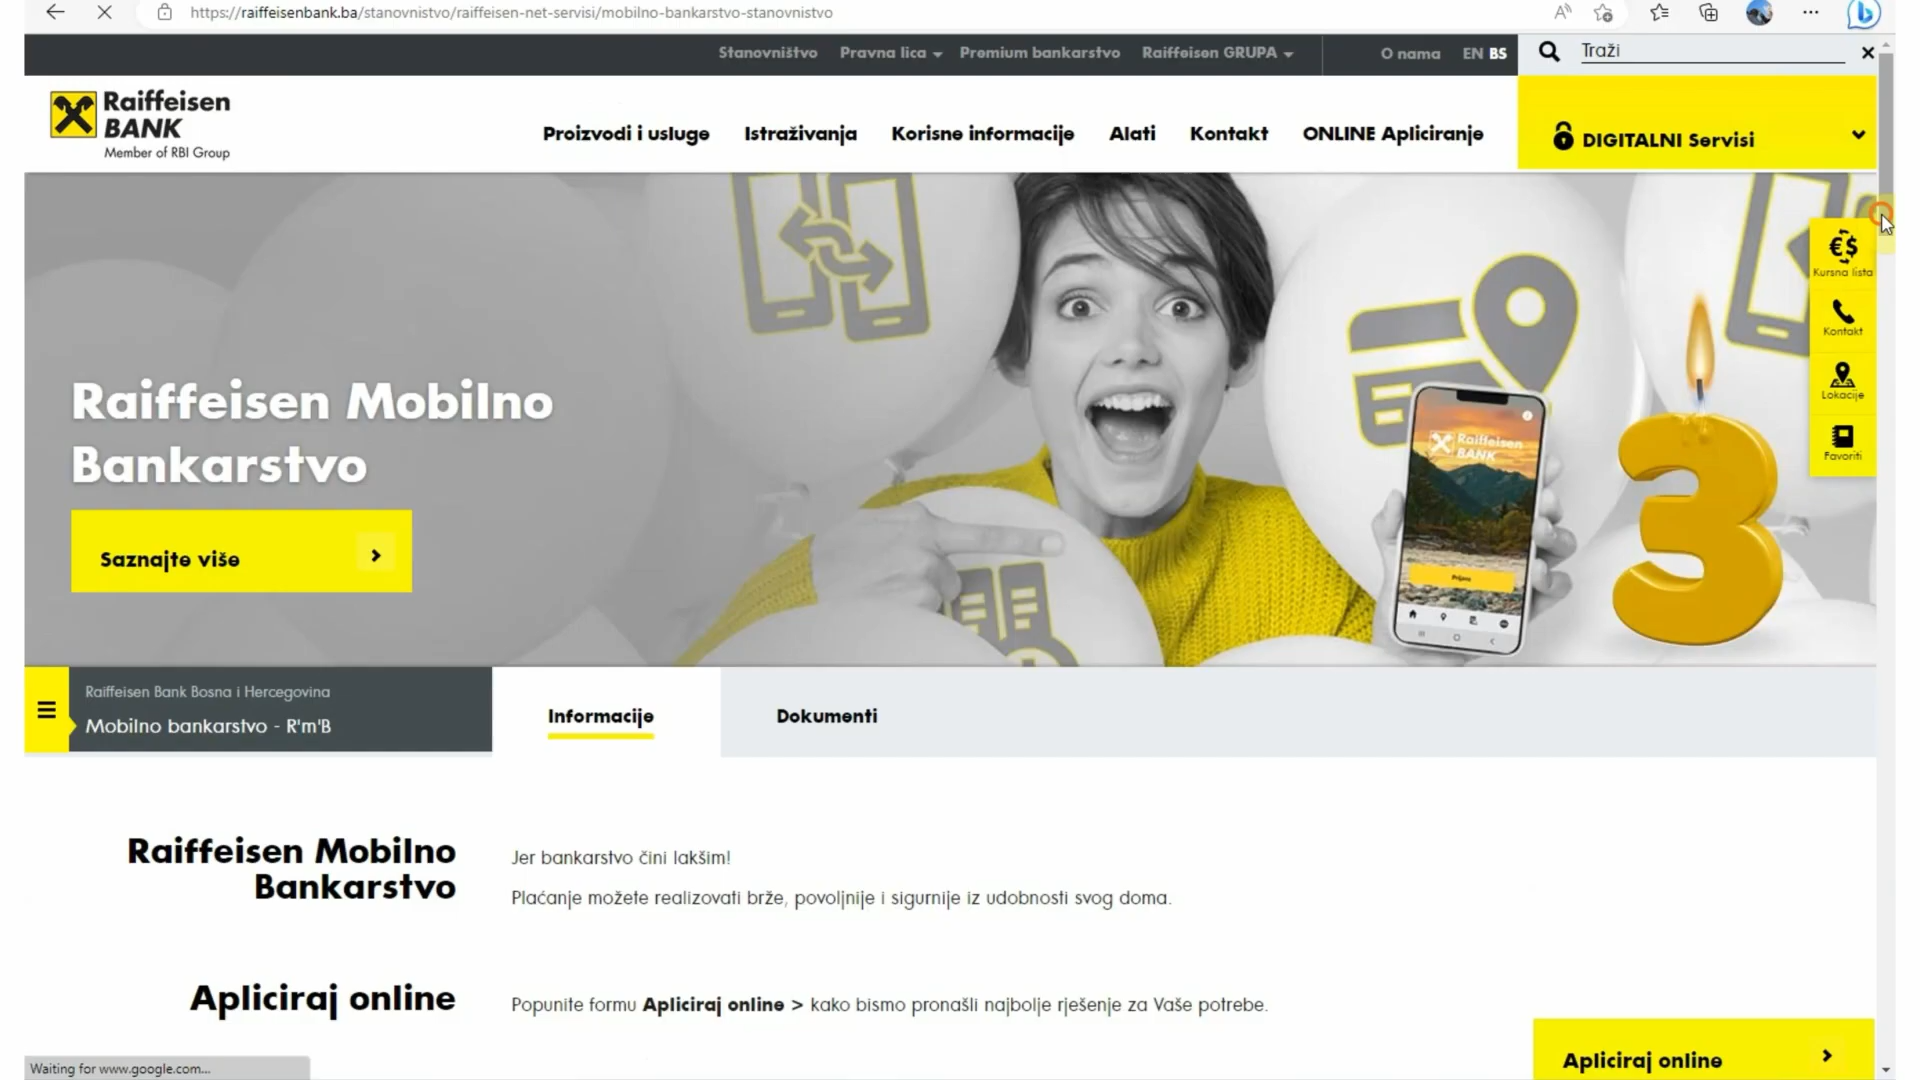 https://raiffeisenbank.ba/stanovnistvo/raiffeisen-net-servisi/mobilno-bankarstvo-stanovnistvo
Stanovništvo Pravna lica Premium bankarstvo Raiffeisen GRUPA O nama EN BS Traži
Raiffeisen
BANK
Member of RBI Group
Proizvodi i usluge Istraživanja Korisne informacije Alati Kontakt ONLINE Apliciranje DIGITALNI Servisi
€$
Kursna lista
Kontakt
Lokacije
Favoriti
Raiffeisen Mobilno
Bankarstvo
Saznajte više
Raiffeisen
BANK
Prijava
3
Raiffeisen Bank Bosna i Hercegovina
Mobilno bankarstvo - R'm'B
Informacije Dokumenti
Raiffeisen Mobilno
Bankarstvo
Jer bankarstvo čini lakšim!
Plaćanje možete realizovati brže, povoljnije i sigurnije iz udobnosti svog doma.
Apliciraj online
Popunite formu Apliciraj online > kako bismo pronašli najbolje rješenje za Vaše potrebe.
Apliciraj online
Waiting for www.google.com...